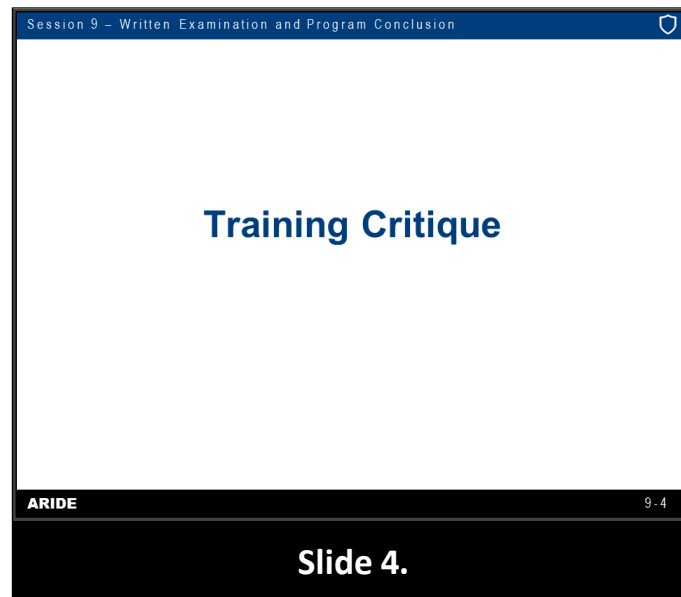 Session 9 – Written Examination and Program Conclusion
Training Critique
ARIDE 9-4
Slide 4.